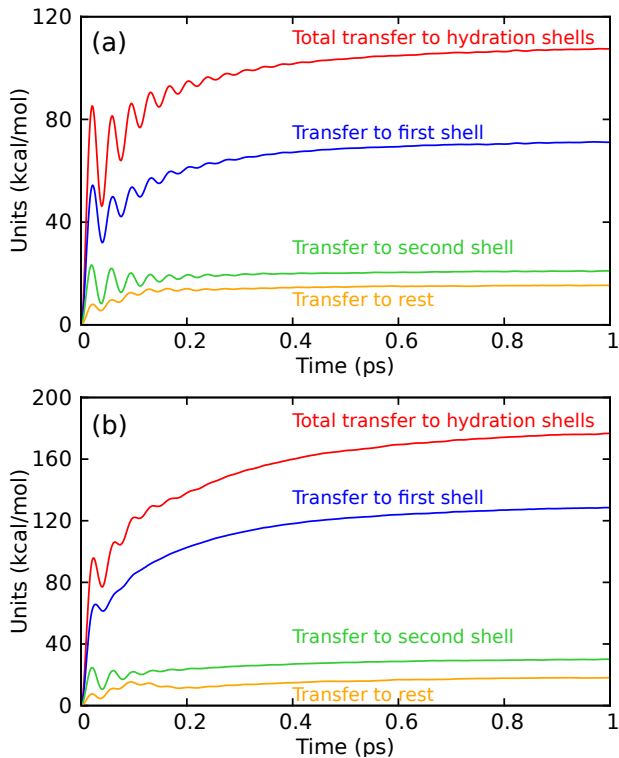 120
(a)
Total transfer to hydration shells
80
Transfer to first shell
Units (kcal/mol)
40
Transfer to second shell
Transfer to rest
0
0 0.2 0.4 0.6 0.8 1
Time (ps)
200
(b)
Total transfer to hydration shells
160
Transfer to first shell
120
Units (kcal/mol)
80
Transfer to second shell
40
Transfer to rest
0
0 0.2 0.4 0.6 0.8 1
Time (ps)